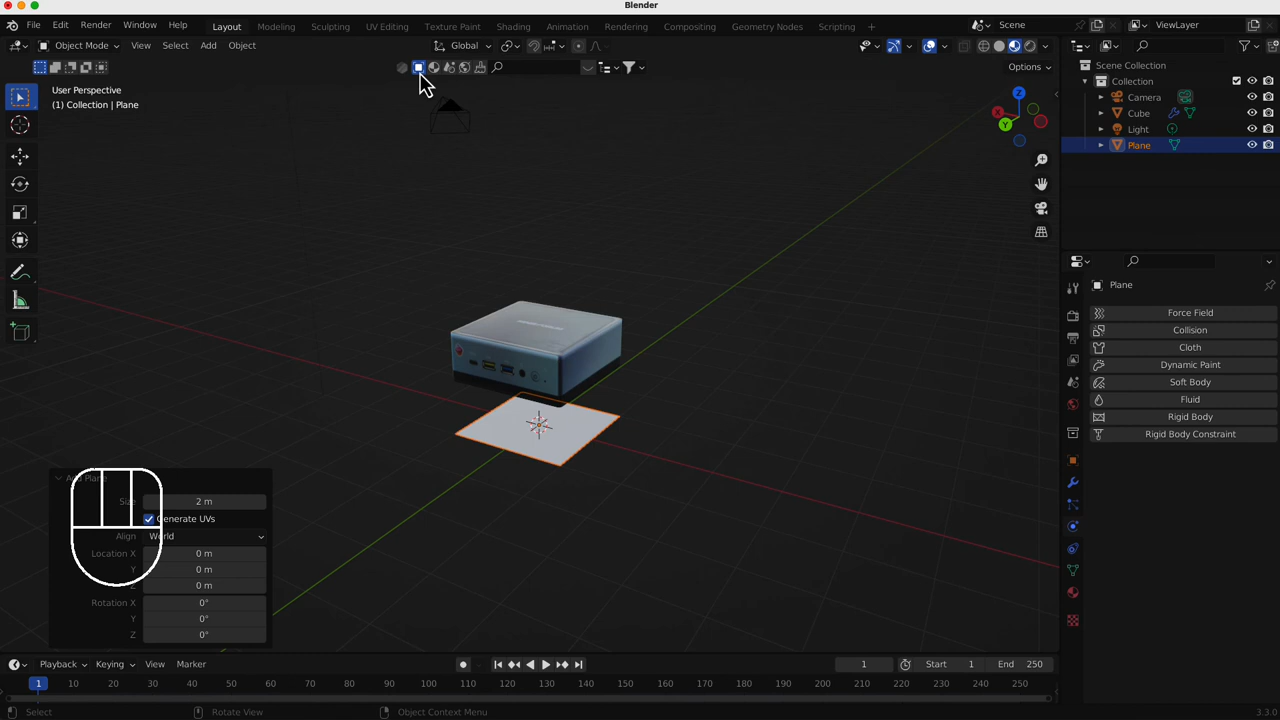 Blender
File Edit Render Window Help Layout Modeling Sculpting UV Editing Texture Paint Shading Animation Rendering Compositing Geometry Nodes Scripting + Scene ViewLayer
Object Mode View Select Add Object Global
Options
User Perspective
(1) Collection | Plane
Z
X
Y
Scene Collection
Collection
Camera
Cube
Light
Plane
Plane
Force Field
Collision
Cloth
Dynamic Paint
Soft Body
Fluid
Rigid Body
Rigid Body Constraint
Add Plane
Size 2 m
Generate UVs
Align World
Location X 0 m
Y 0 m
Z 0 m
Rotation X 0°
Y 0°
Z 0°
Playback Keying View Marker 1 Start 1 End 250
1 10 20 30 40 50 60 70 80 90 100 110 120 130 140 150 160 170 180 190 200 210 220 230 240 250
Select Rotate View Object Context Menu 3.3.0